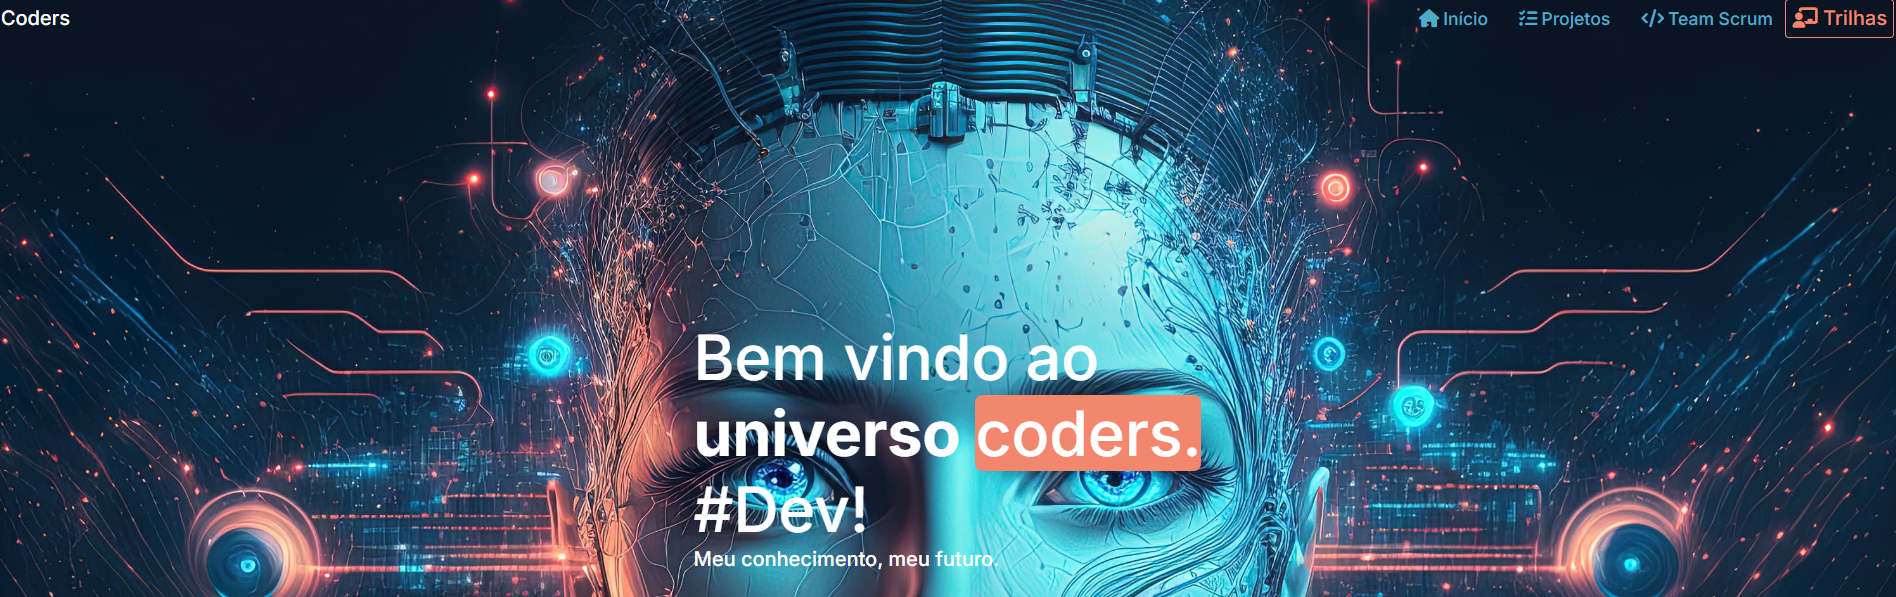 Coders
Início
Projetos
Team Scrum
Trilhas
Bem vindo ao
universo coders.
#Dev!
Meu conhecimento, meu futuro.